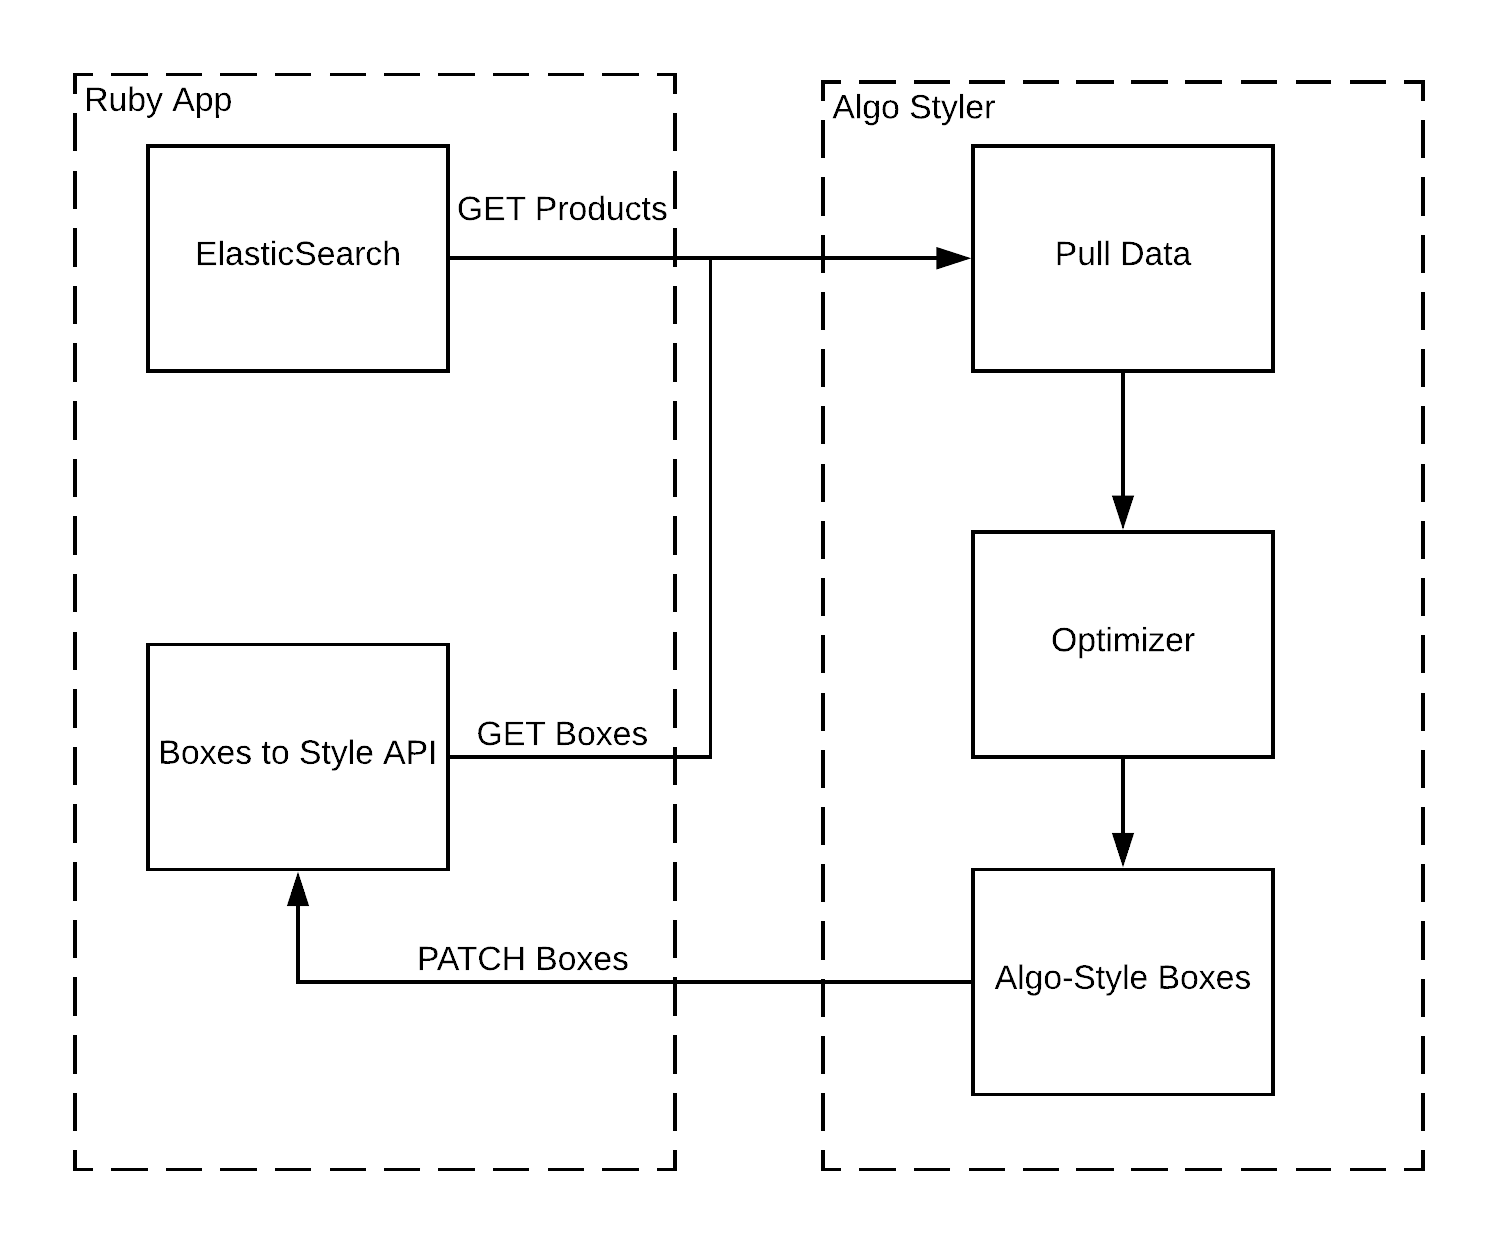 Ruby App
Algo Styler
ElasticSearch
GET Products
Pull Data
Optimizer
Boxes to Style API
GET Boxes
PATCH Boxes
Algo-Style Boxes